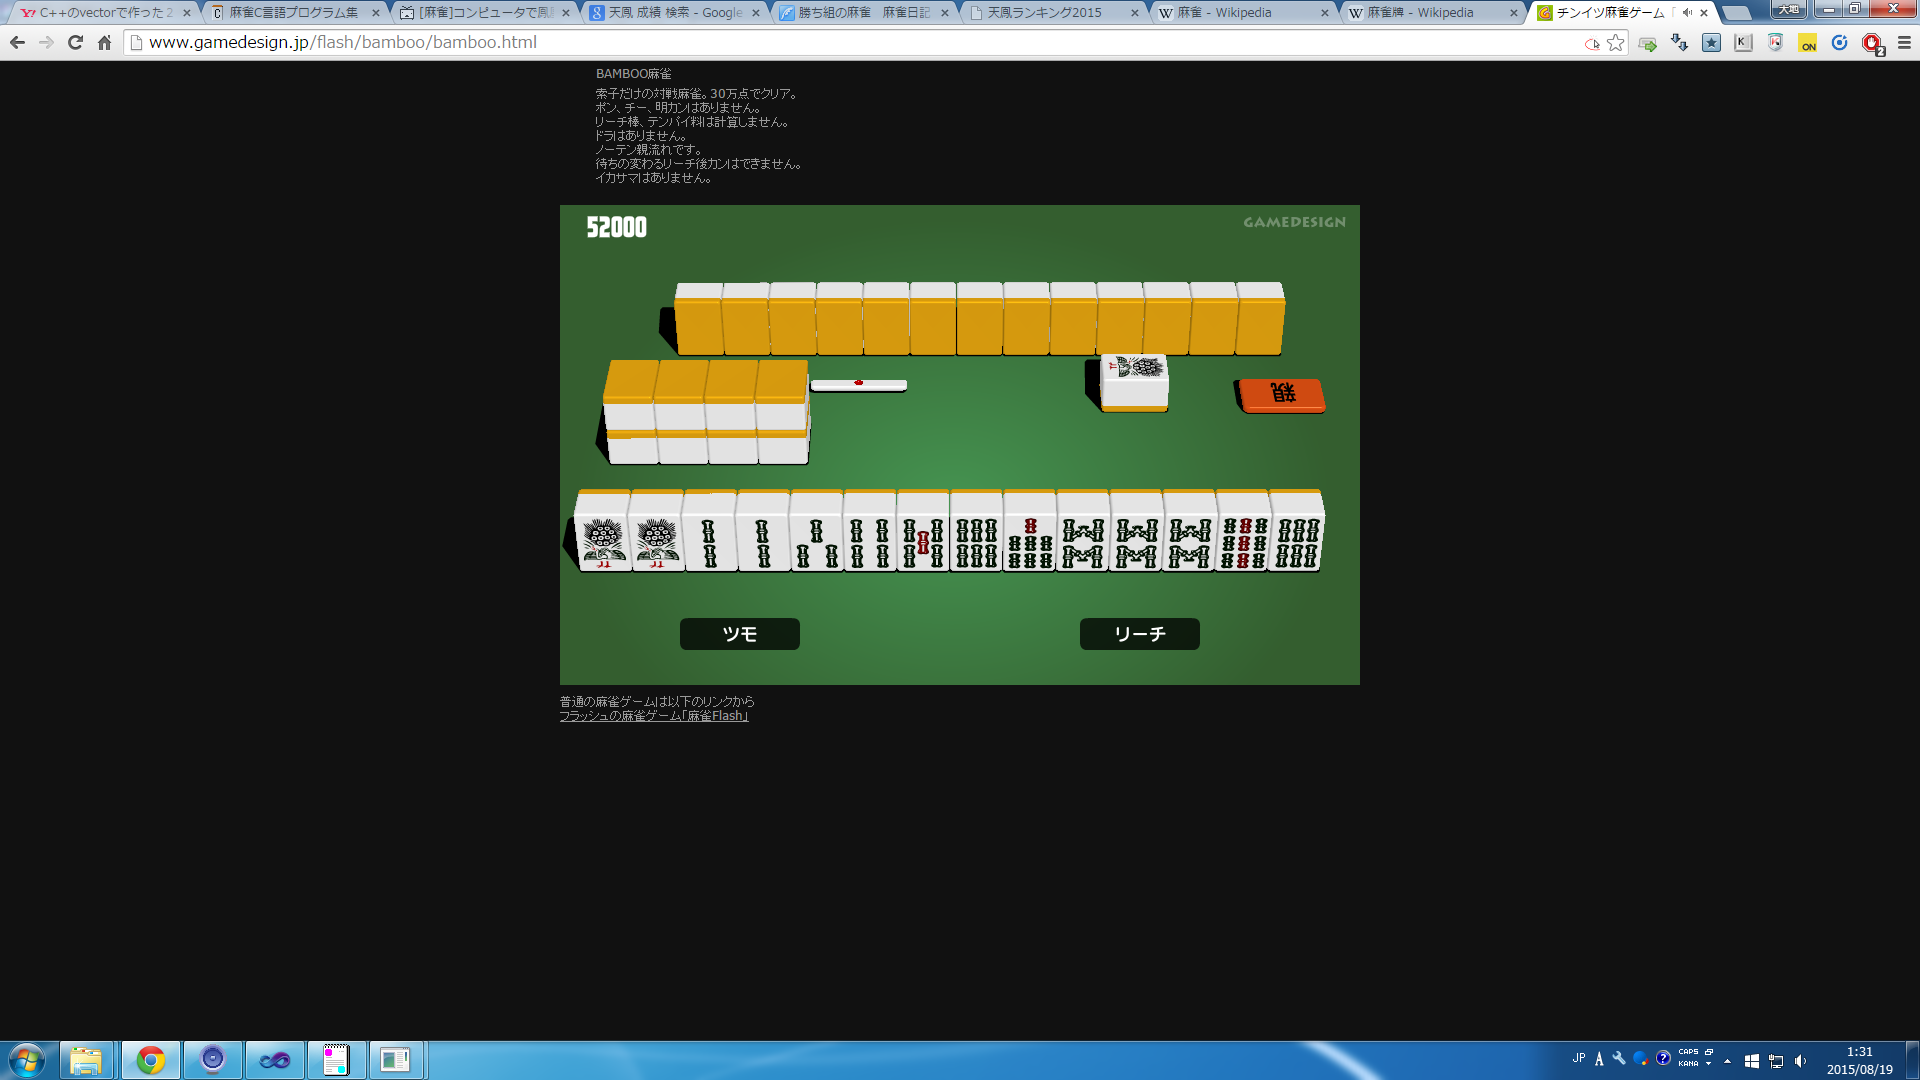 C++のvectorで作った2
麻雀C言語プログラム集
[麻雀]コンピュータで鳳凰
天鳳 成績 検索 - Google
勝ち組の麻雀 麻雀日記
天鳳ランキング2015
麻雀 - Wikipedia
麻雀牌 - Wikipedia
チンイツ麻雀ゲーム「
大地
www.gamedesign.jp/flash/bamboo/bamboo.html
ON
2
BAMBOO麻雀
索子だけの対戦麻雀。30万点でクリア。
ポン、チー、明カンはありません。
リーチ棒、テンパイ料は計算しません。
ドラはありません。
ノーテン親流れです。
待ちの変わるリーチ後カンはできません。
イカサマはありません。
52000
GAMEDESIGN
親
ツモ
リーチ
普通の麻雀ゲームは以下のリンクから
フラッシュの麻雀ゲーム「麻雀Flash」
JP
A
CAPS
KANA
1:31
2015/08/19